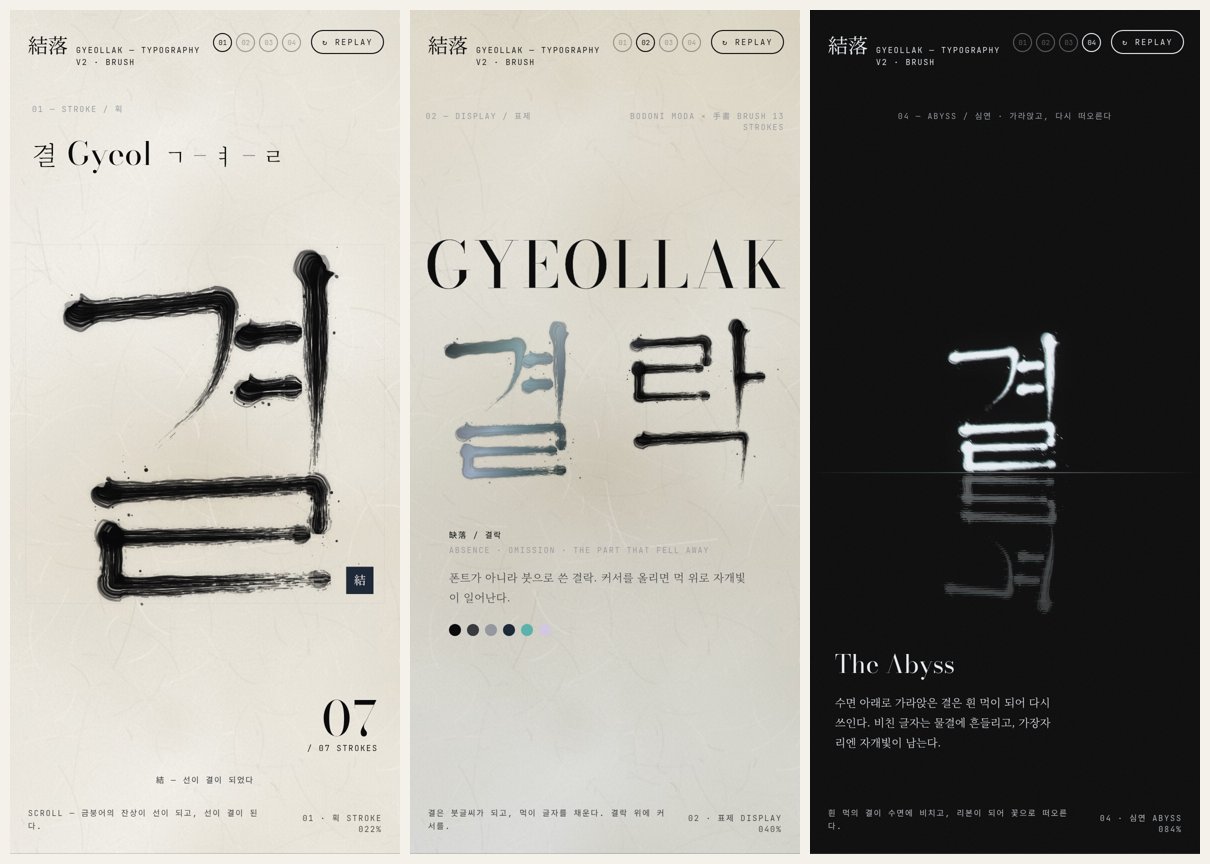 結落 GYEOLLAK — TYPOGRAPHY
V2 · BRUSH
01 02 03 04
↻ REPLAY
01 — STROKE / 획
결 Gyeol ㄱ — ㅕ — ㄹ
결
結
07
/ 07 STROKES
結 — 선이 결이 되었다
SCROLL — 금붕어의 잔상이 선이 되고, 선이 결이 된
다.
01 · 획 STROKE
022%
結落 GYEOLLAK — TYPOGRAPHY
V2 · BRUSH
01 02 03 04
↻ REPLAY
02 — DISPLAY / 표제
BODONI MODA × 手畵 BRUSH 13
STROKES
GYEOLLAK
결 락
缺落 / 결락
ABSENCE · OMISSION · THE PART THAT FELL AWAY
폰트가 아니라 붓으로 쓴 결락. 커서를 올리면 먹 위로 자개빛
이 일어난다.
결은 붓글씨가 되고, 먹이 글자를 채운다. 결락 위에 커
서를.
02 · 표제 DISPLAY
040%
結落 GYEOLLAK — TYPOGRAPHY
V2 · BRUSH
01 02 03 04
↻ REPLAY
04 — ABYSS / 심연 · 가라앉고, 다시 떠오른다
결
The Abyss
수면 아래로 가라앉은 결은 흰 먹이 되어 다시
쓰인다. 비친 글자는 물결에 흔들리고, 가장자
리엔 자개빛이 남는다.
흰 먹의 결이 수면에 비치고, 리본이 되어 꽃으로 떠오른
다.
04 · 심연 ABYSS
084%